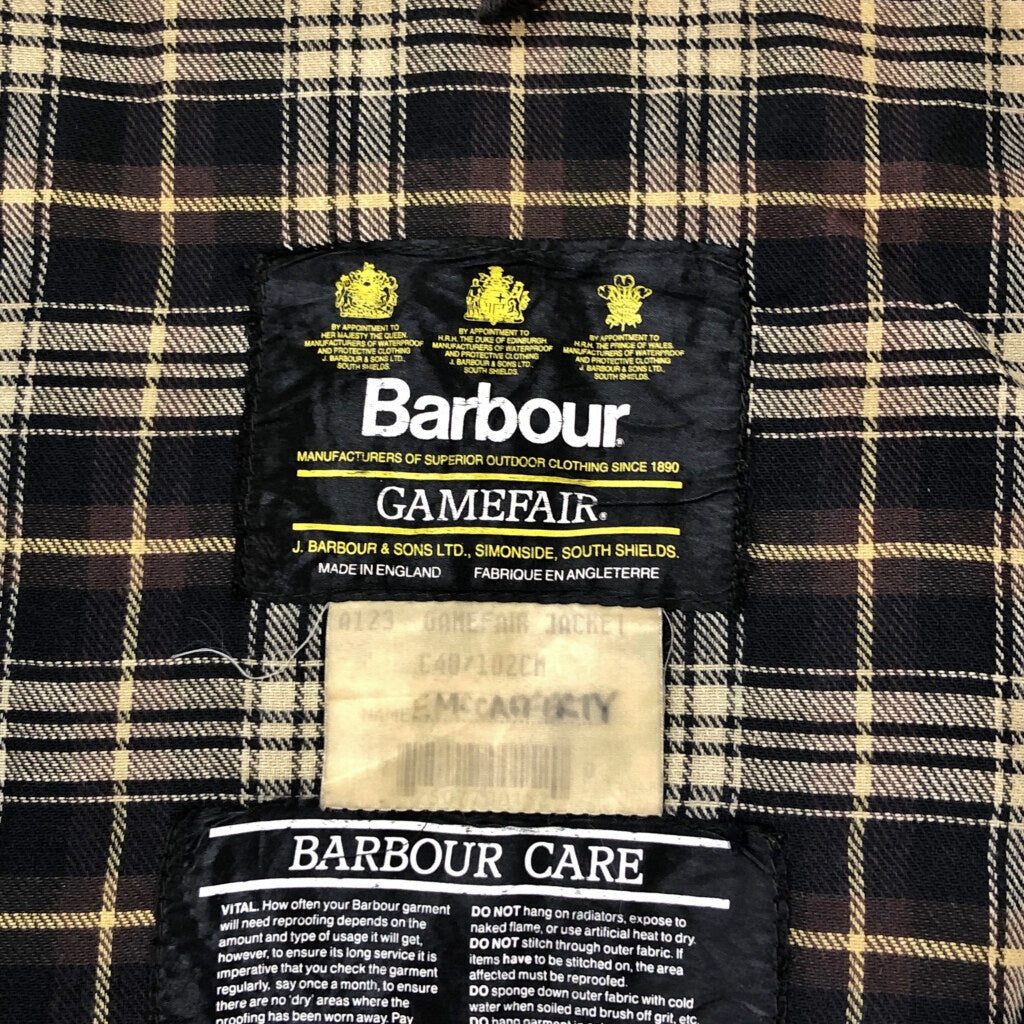 BY APPOINTMENT TO
HER MAJESTY THE QUEEN
MANUFACTURERS OF WATERPROOF
AND PROTECTIVE CLOTHING
J. BARBOUR & SONS LTD.,
SOUTH SHIELDS.
BY APPOINTMENT TO
H.R.H. THE DUKE OF EDINBURGH
MANUFACTURERS OF WATERPROOF
AND PROTECTIVE CLOTHING
J. BARBOUR & SONS LTD.,
SOUTH SHIELDS.
BY APPOINTMENT TO
H.R.H. THE PRINCE OF WALES,
MANUFACTURERS OF WATERPROOF
AND PROTECTIVE CLOTHING
J. BARBOUR & SONS LTD.,
SOUTH SHIELDS.
Barbour®
MANUFACTURERS OF SUPERIOR OUTDOOR CLOTHING SINCE 1890
GAMEFAIR®
J. BARBOUR & SONS LTD., SIMONSIDE, SOUTH SHIELDS.
MADE IN ENGLAND FABRIQUE EN ANGLETERRE
A123 GAMEFAIR JACKET
C40/102CM
BARBOUR CARE
VITAL. How often your Barbour garment
will need reproofing depends on the
amount and type of usage it will get,
however, to ensure its long service it is
imperative that you check the garment
regularly, say once a month, to ensure
there are no 'dry' areas where the
proofing has been worn away. Pay
DO NOT hang on radiators, expose to
naked flame, or use artificial heat to dry.
DO NOT stitch through outer fabric. If
items have to be stitched on, the area
affected must be reproofed.
DO sponge down outer fabric with cold
water when soiled and brush off grit, etc.
DO hang